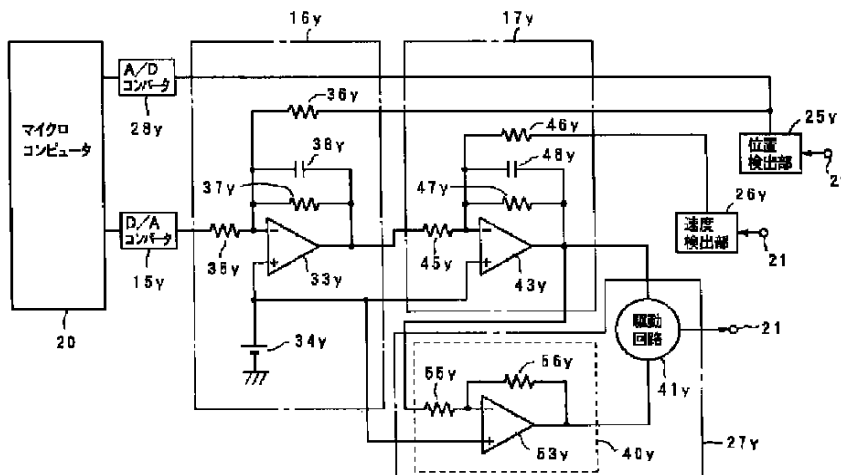 16y
17y
A/D
コンバータ
28y
マイクロ
コンピュータ
D/A
コンバータ
15y
20
36y
38y
37y
35y
33y
34y
46y
48y
47y
45y
43y
25y
位置
検出部
26y
速度
検出部
21
駆動
回路
21
41y
55y
56y
53y
40y
27y